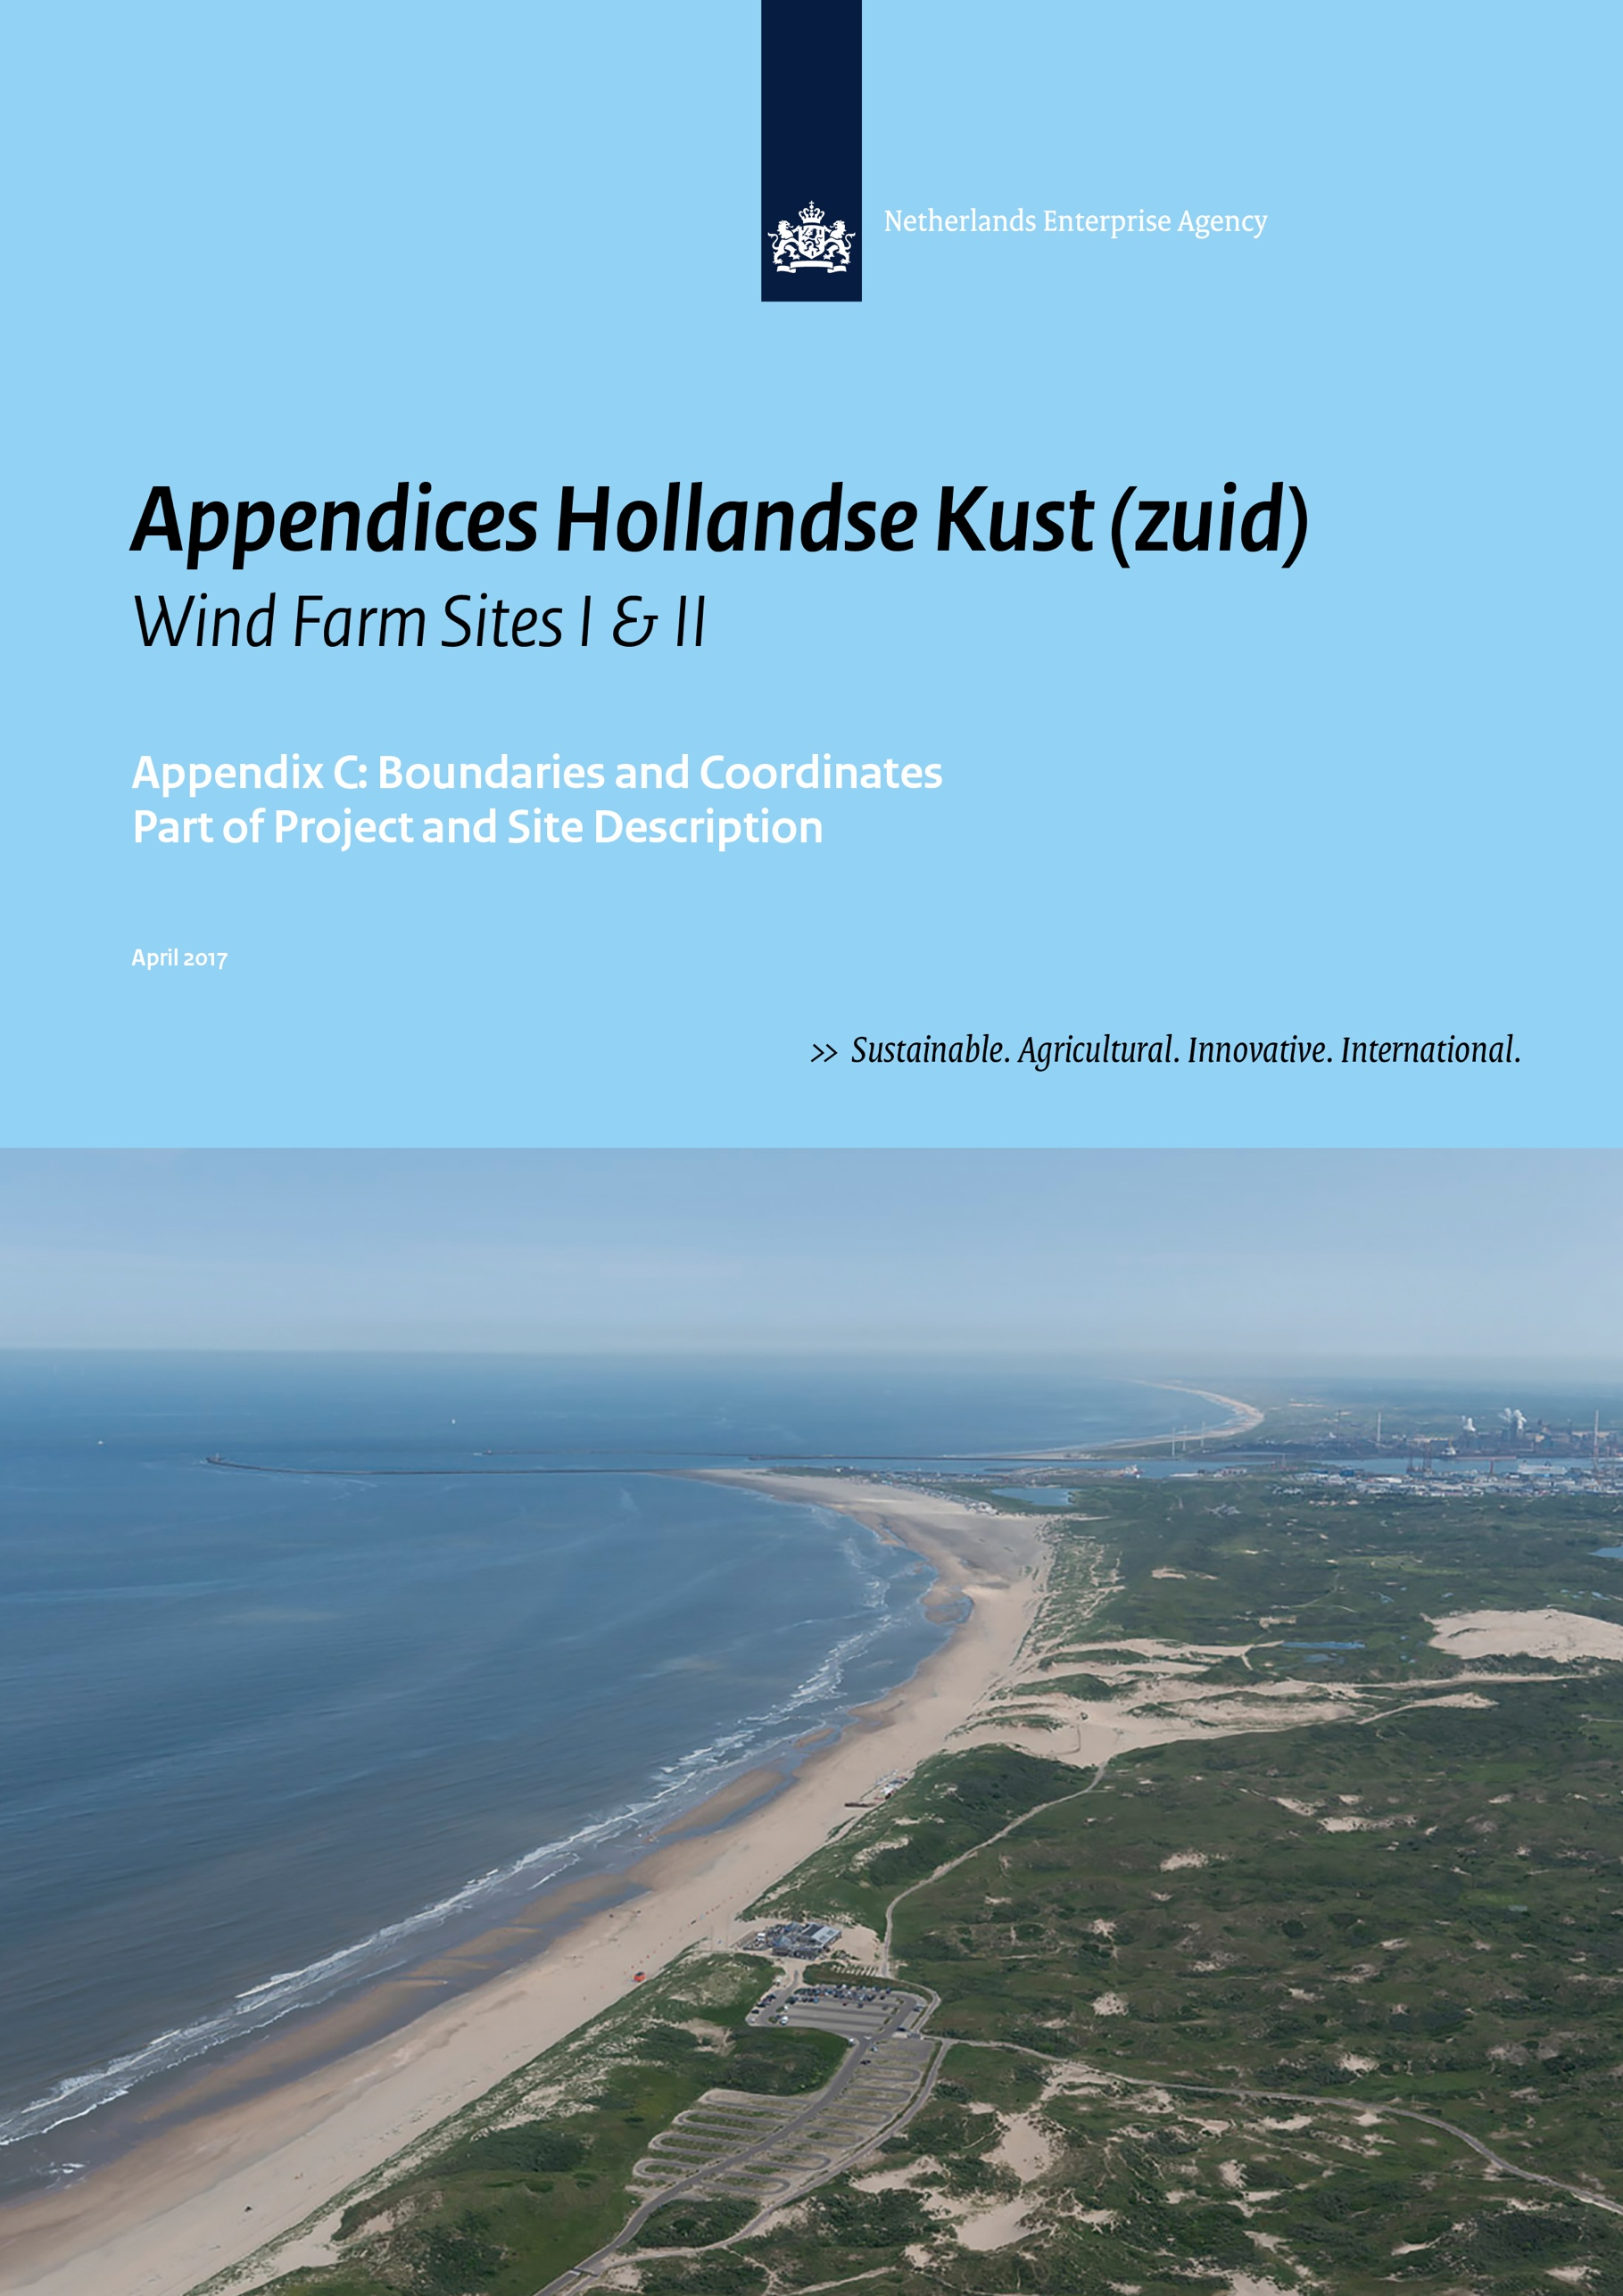 Netherlands Enterprise Agency
Appendices Hollandse Kust (zuid)
Wind Farm Sites I & II
Appendix C: Boundaries and Coordinates
Part of Project and Site Description
April 2017
>> Sustainable. Agricultural. Innovative. International.